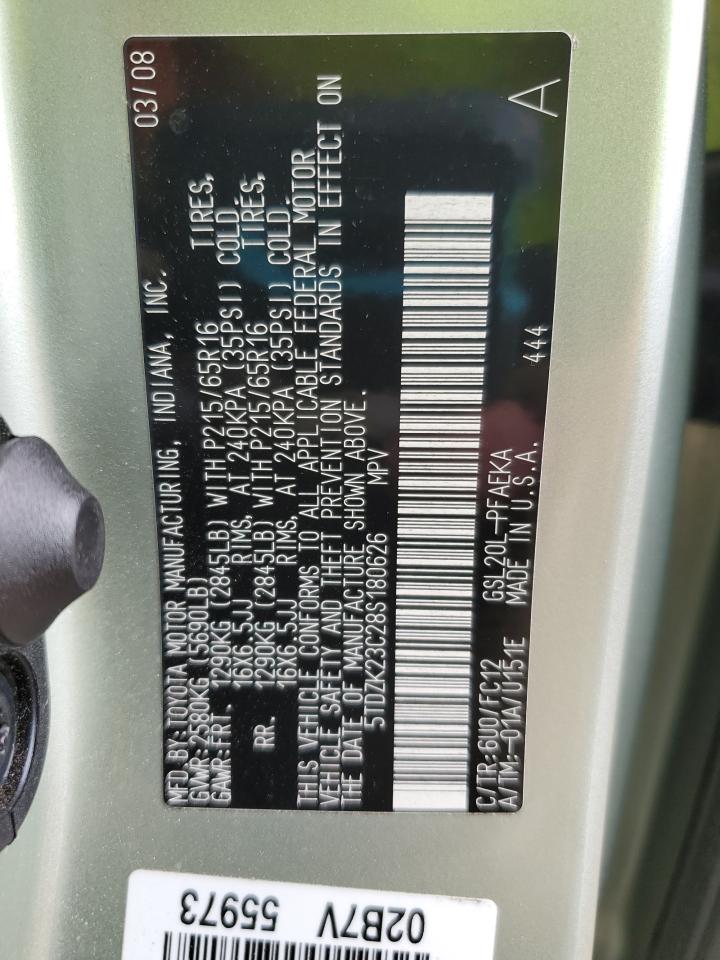 MFD BY:TOYOTA MOTOR MANUFACTURING, INDIANA, INC. 03/08
GVWR:2580KG (5690LB)
GAWR:FRT. 1290KG (2845LB) WITH P215/65R16 TIRES,
16X6.5JJ RIMS, AT 240KPA (35PSI) COLD.
RR. 1290KG (2845LB) WITH P215/65R16 TIRES,
16X6.5JJ RIMS, AT 240KPA (35PSI) COLD.
THIS VEHICLE CONFORMS TO ALL APPLICABLE FEDERAL MOTOR
VEHICLE SAFETY AND THEFT PREVENTION STANDARDS IN EFFECT ON
THE DATE OF MANUFACTURE SHOWN ABOVE.
5TDZK23C28S180626 MPV
C/TR:6U0/FC12 GSL20L-PFAEKA
A/TM:-01A/U151E MADE IN U.S.A. 444 A
02B7V
55973